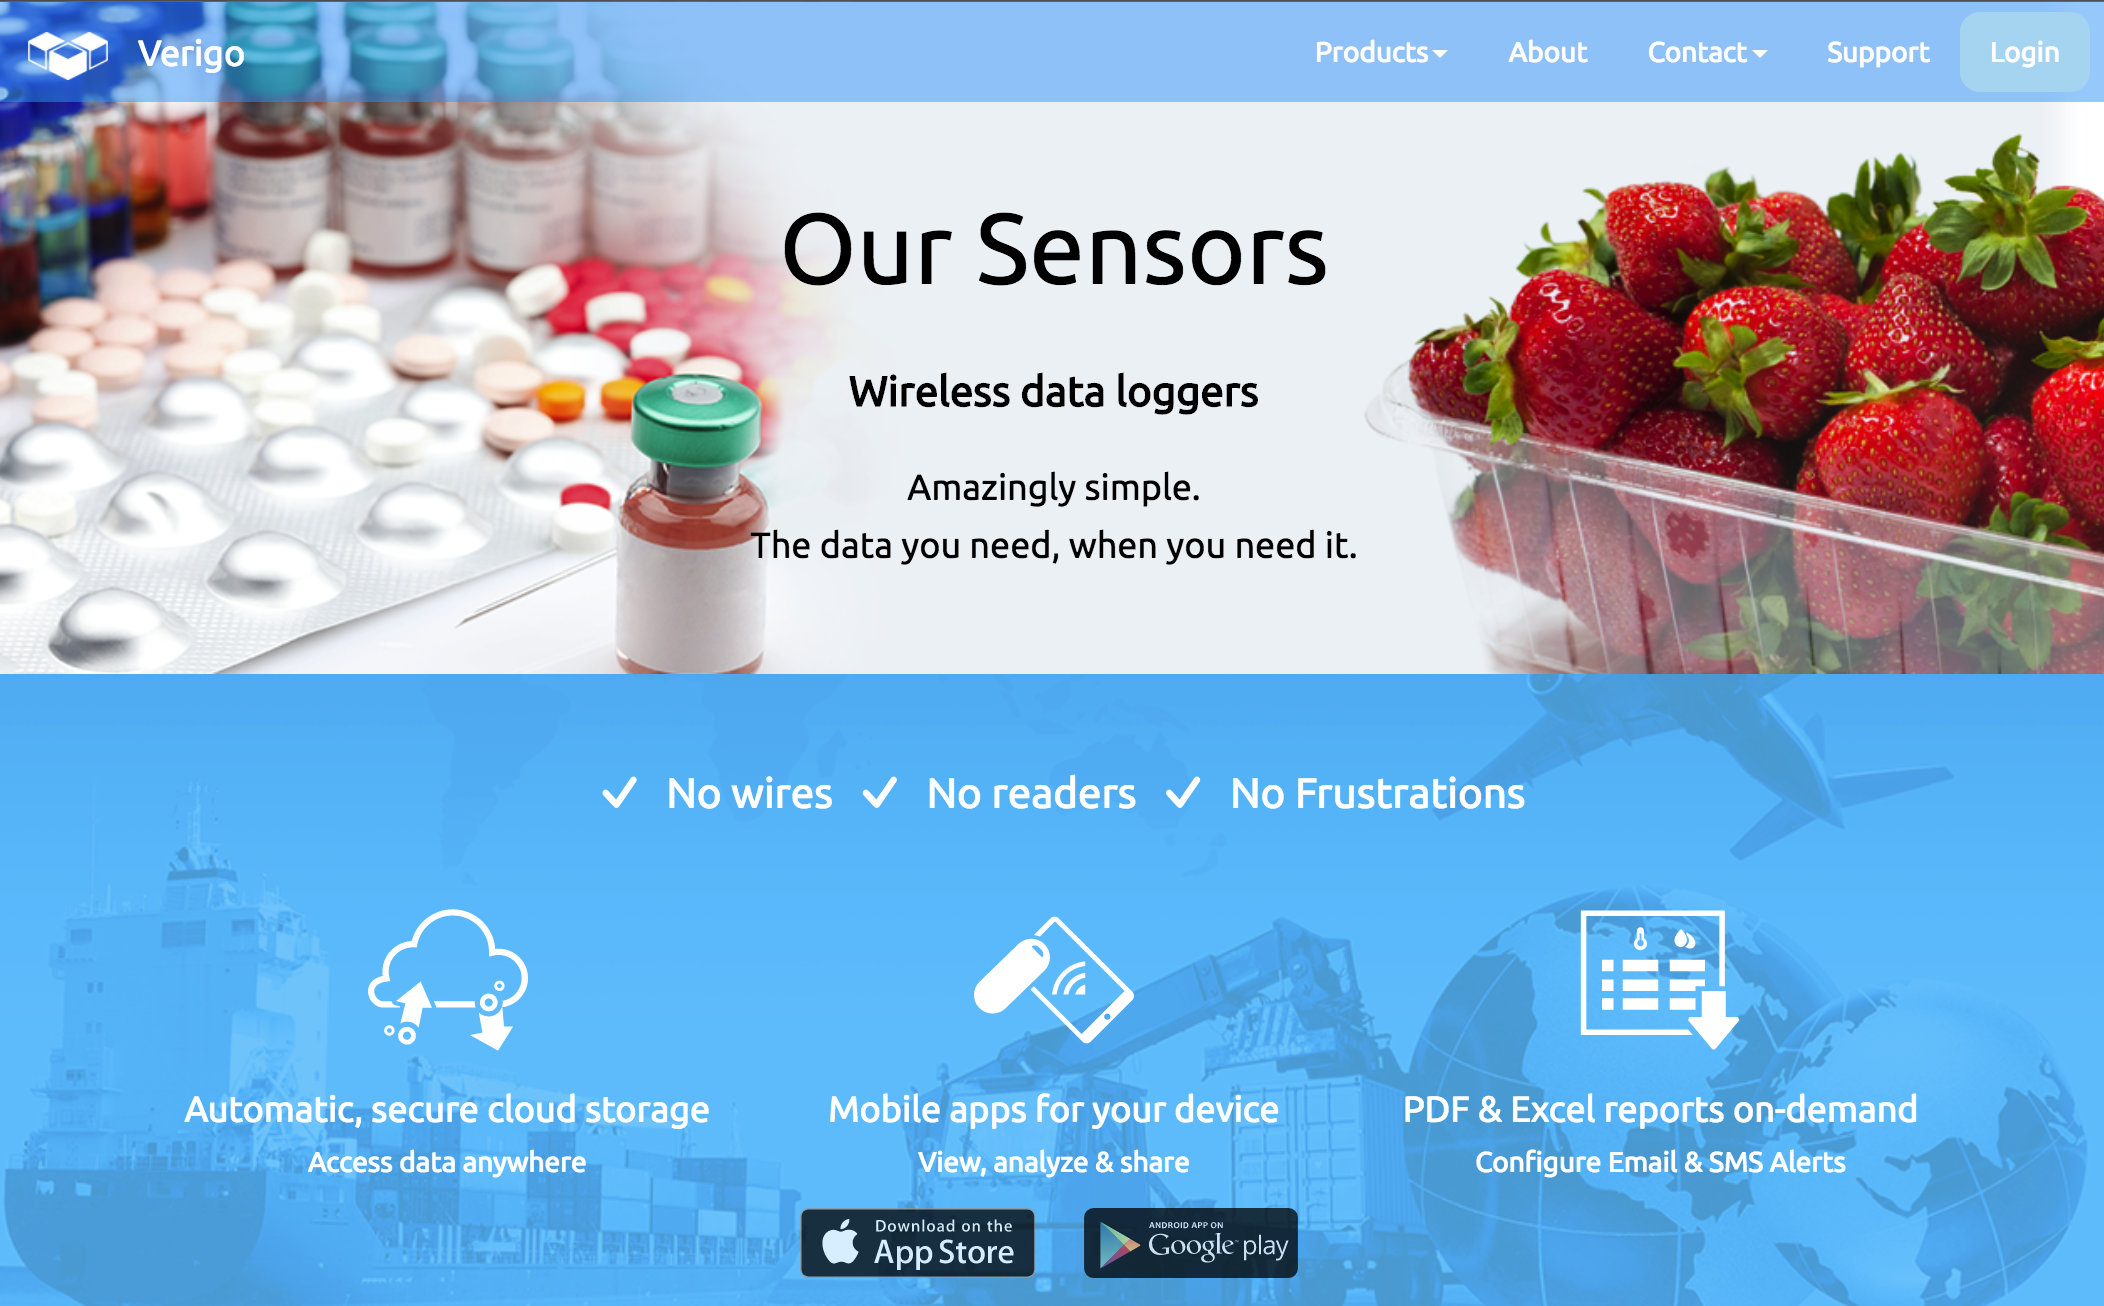 Verigo
Products
About
Contact
Support
Login
Our Sensors
Wireless data loggers
Amazingly simple.
The data you need, when you need it.
No wires
No readers
No Frustrations
Automatic, secure cloud storage
Access data anywhere
Mobile apps for your device
View, analyze & share
PDF & Excel reports on-demand
Configure Email & SMS Alerts
Download on the
App Store
ANDROID APP ON
Google play